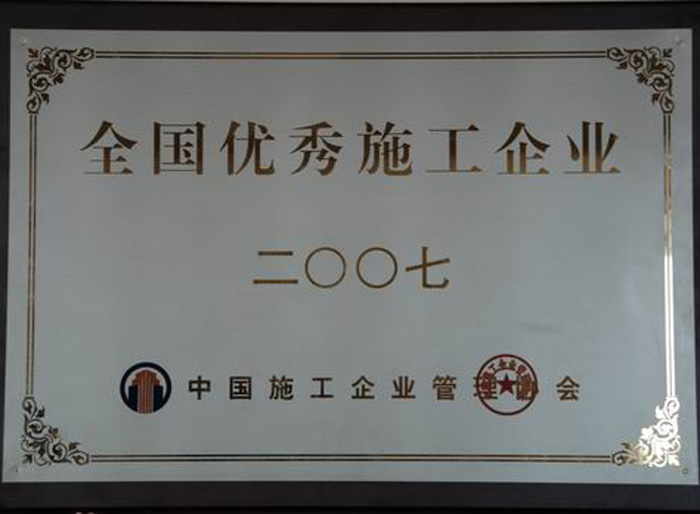 全国优秀施工企业
二〇〇七
中国施工企业管理协会